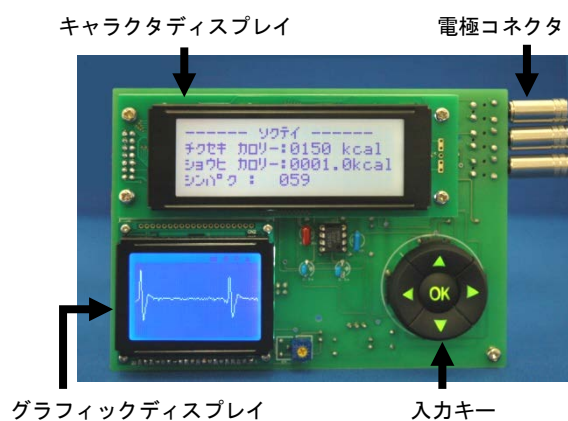 キャラクタディスプレイ
電極コネクタ
------ ソクテイ ------
チクセキ カロリー:0150 kcal
ショウヒ カロリー:0001.0kcal
シンパク : 059
OK
グラフィックディスプレイ
入力キー